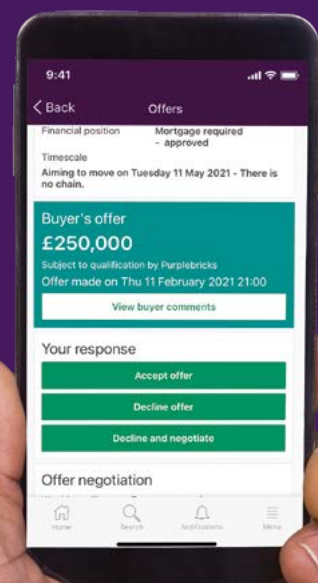 9:41
Back Offers
Financial position Mortgage required
- approved
Timescale
Aiming to move on Tuesday 11 May 2021 - There is
no chain.
Buyer's offer
£250,000
Subject to qualification by Purplebricks
Offer made on Thu 11 February 2021 21:00
View buyer comments
Your response
Accept offer
Decline offer
Decline and negotiate
Offer negotiation
Home Search Notifications Menu